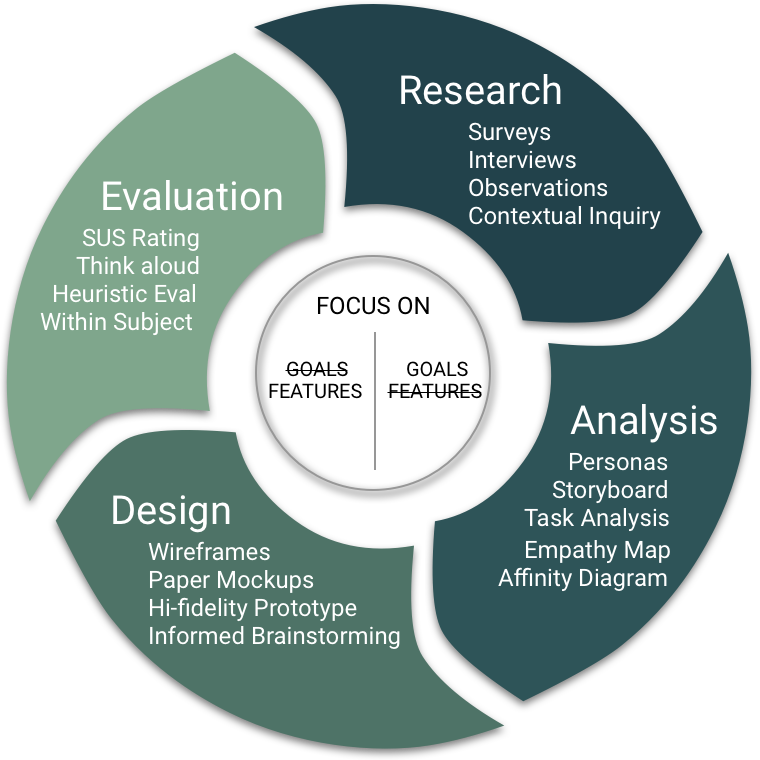 Research
Surveys
Interviews
Observations
Contextual Inquiry
Analysis
Personas
Storyboard
Task Analysis
Empathy Map
Affinity Diagram
Design
Wireframes
Paper Mockups
Hi-fidelity Prototype
Informed Brainstorming
Evaluation
SUS Rating
Think aloud
Heuristic Eval
Within Subject
FOCUS ON
GOALS
FEATURES
GOALS
FEATURES